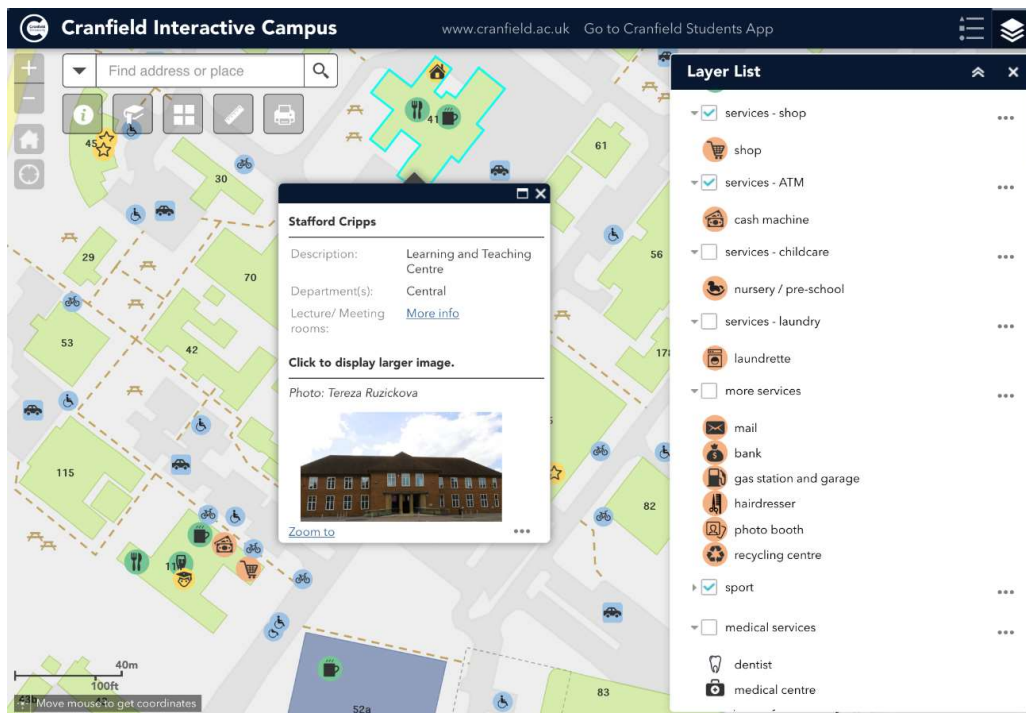 Cranfield Interactive Campus
www.cranfield.ac.uk Go to Cranfield Students App
Find address or place
Layer List
services - shop
shop
services - ATM
cash machine
services - childcare
nursery / pre-school
services - laundry
laundrette
more services
mail
bank
gas station and garage
hairdresser
photo booth
recycling centre
sport
medical services
dentist
medical centre
Stafford Cripps
Description: Learning and Teaching
Centre
Department(s): Central
Lecture/ Meeting More info
rooms:
Click to display larger image.
Photo: Tereza Ruzickova
Zoom to
41
45
61
30
56
29
70
53
42
115
82
83
52a
40m
100ft
Move mouse to get coordinates